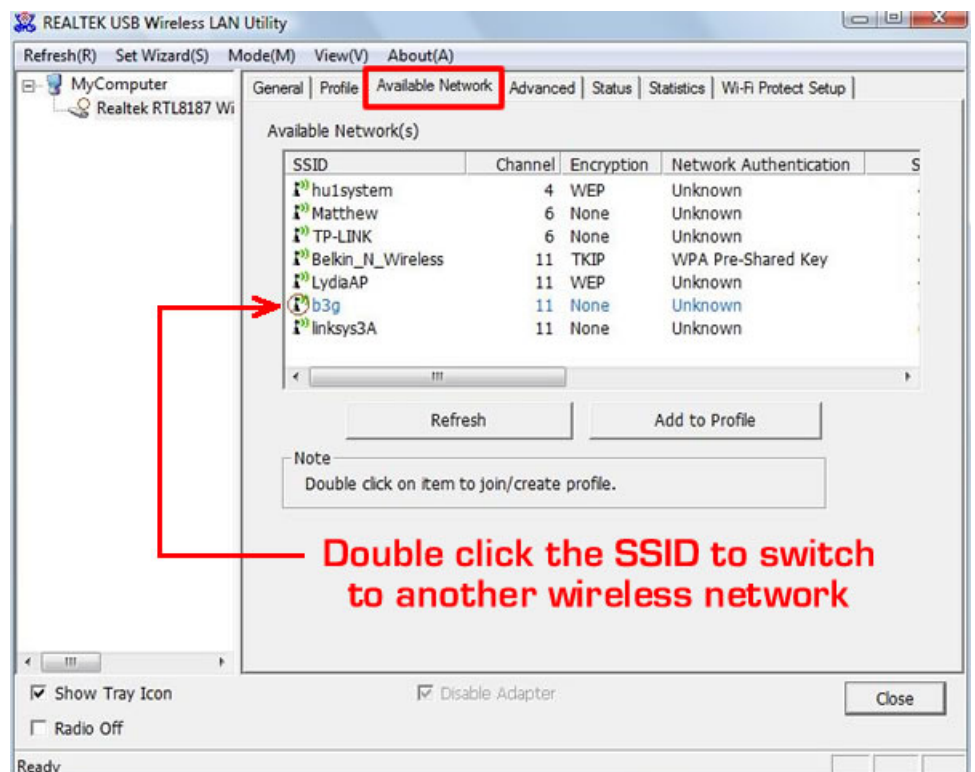 REALTEK USB Wireless LAN Utility
Refresh(R) Set Wizard(S) Mode(M) View(V) About(A)
MyComputer
Realtek RTL8187 Wi
General Profile Available Network Advanced Status Statistics Wi-Fi Protect Setup
Available Network(s)
SSID Channel Encryption Network Authentication S
hu1system 4 WEP Unknown
Matthew 6 None Unknown
TP-LINK 6 None Unknown
Belkin_N_Wireless 11 TKIP WPA Pre-Shared Key
LydiaAP 11 WEP Unknown
b3g 11 None Unknown
linksys3A 11 None Unknown
Refresh Add to Profile
Note
Double click on item to join/create profile.
Double click the SSID to switch
to another wireless network
Show Tray Icon Disable Adapter Close
Radio Off
Ready